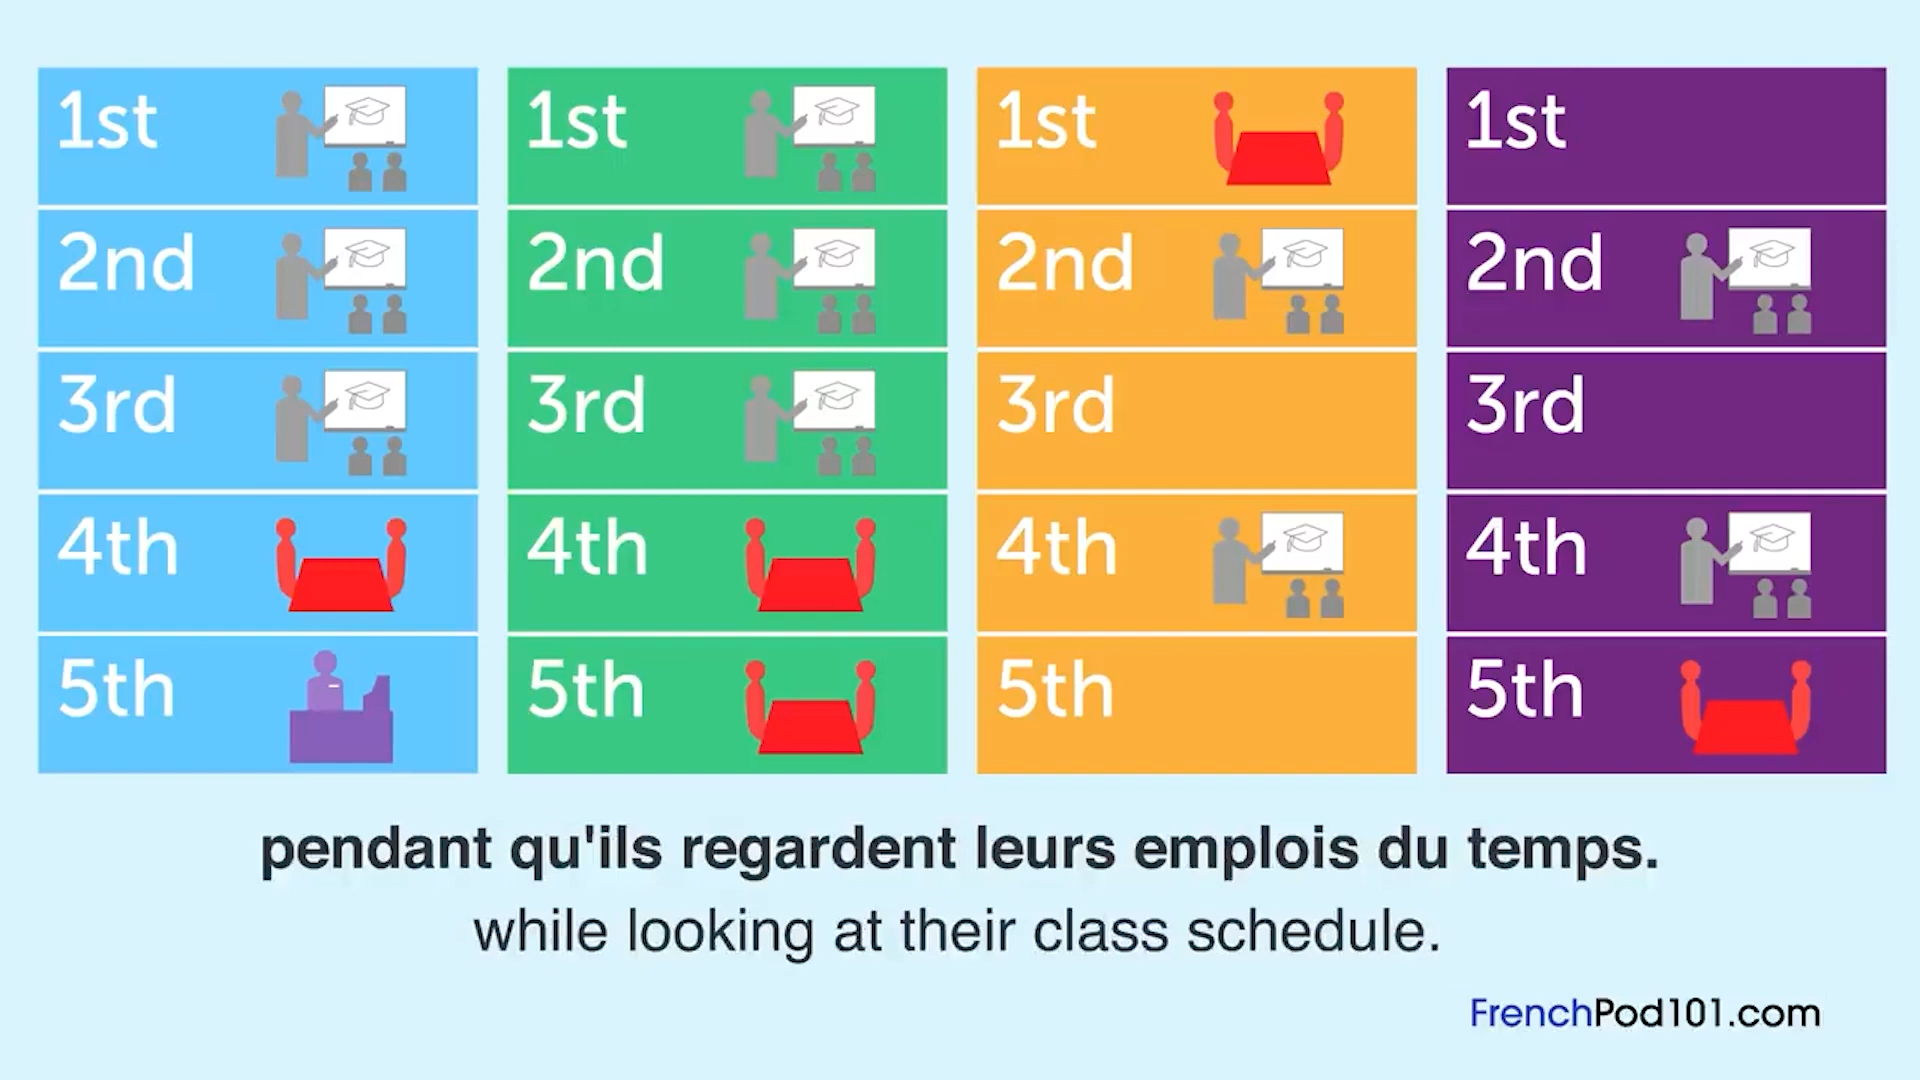 1st 1st 1st 1st
2nd 2nd 2nd 2nd
3rd 3rd 3rd 3rd
4th 4th 4th 4th
5th 5th 5th 5th
pendant qu'ils regardent leurs emplois du temps.
while looking at their class schedule.
FrenchPod101.com